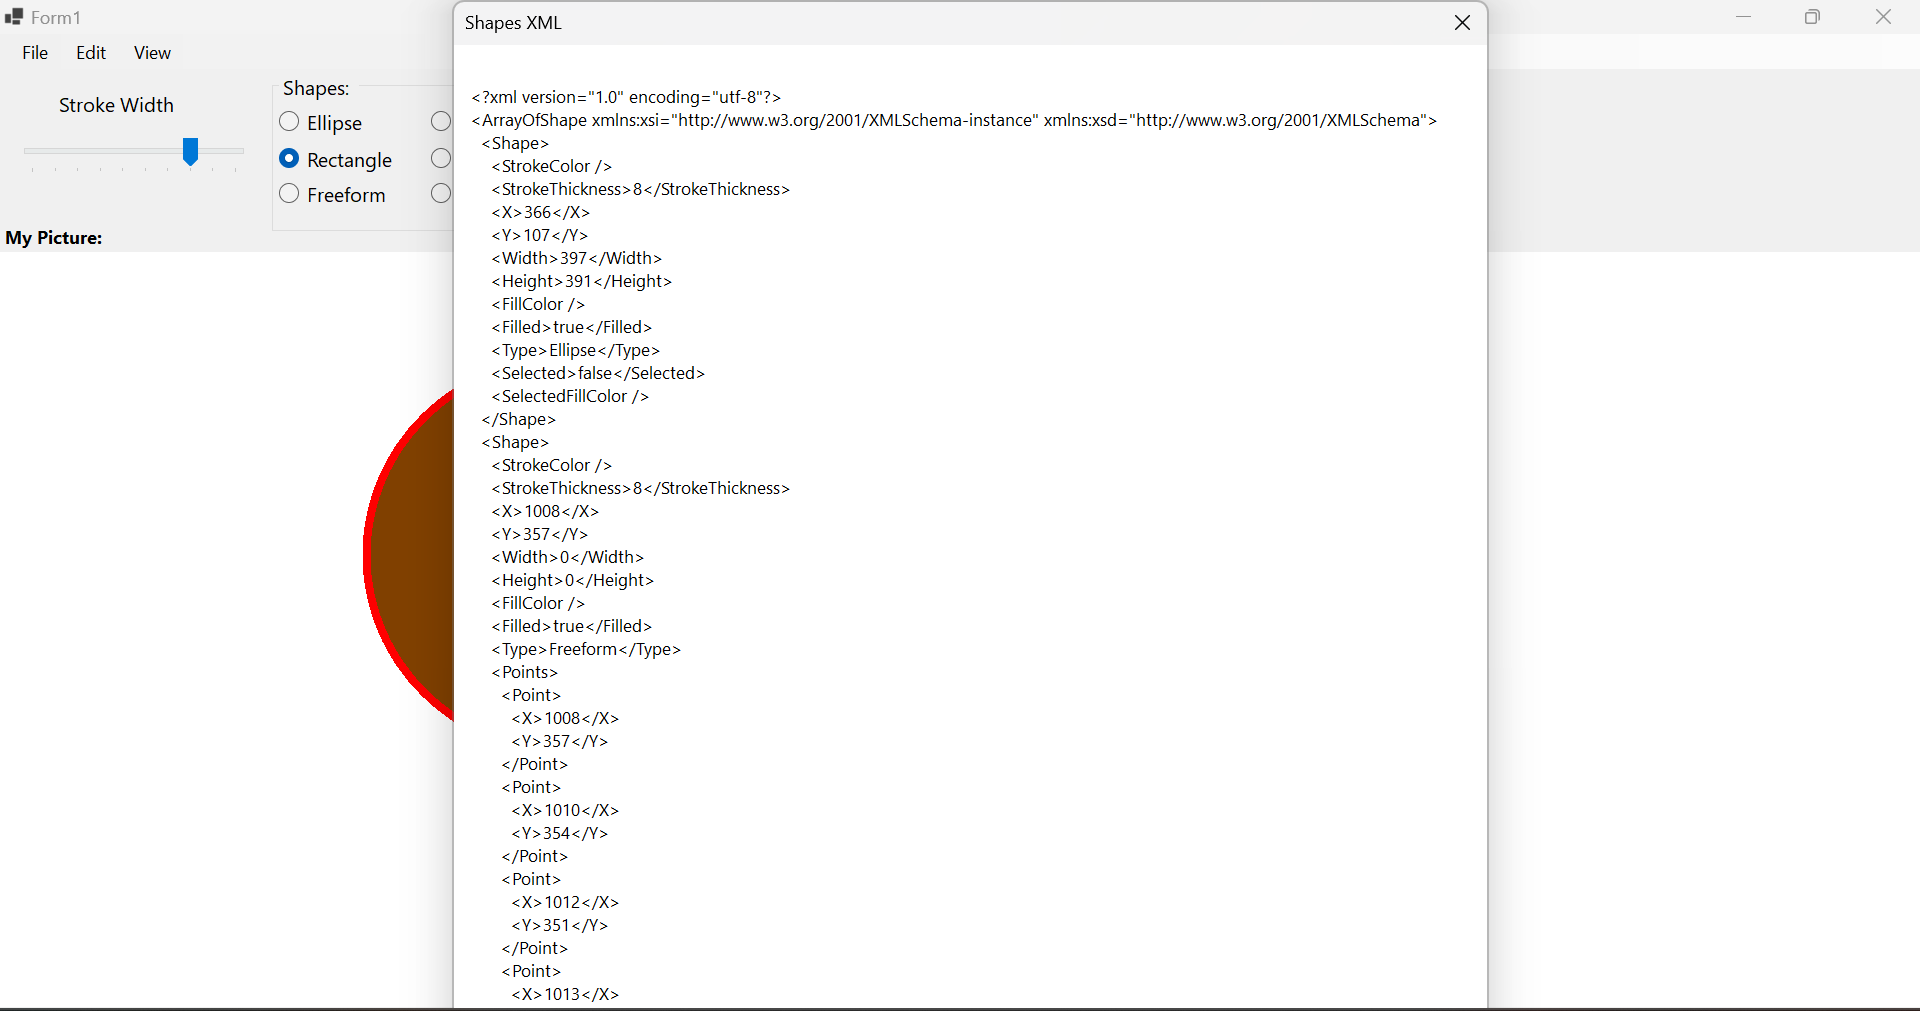 Form1
File Edit View
Stroke Width
Shapes:
Ellipse
Rectangle
Freeform
My Picture:
Shapes XML
<?xml version="1.0" encoding="utf-8"?>
<ArrayOfShape xmlns:xsi="http://www.w3.org/2001/XMLSchema-instance" xmlns:xsd="http://www.w3.org/2001/XMLSchema">
<Shape>
<StrokeColor />
<StrokeThickness>8</StrokeThickness>
<X>366</X>
<Y>107</Y>
<Width>397</Width>
<Height>391</Height>
<FillColor />
<Filled>true</Filled>
<Type>Ellipse</Type>
<Selected>false</Selected>
<SelectedFillColor />
</Shape>
<Shape>
<StrokeColor />
<StrokeThickness>8</StrokeThickness>
<X>1008</X>
<Y>357</Y>
<Width>0</Width>
<Height>0</Height>
<FillColor />
<Filled>true</Filled>
<Type>Freeform</Type>
<Points>
<Point>
<X>1008</X>
<Y>357</Y>
</Point>
<Point>
<X>1010</X>
<Y>354</Y>
</Point>
<Point>
<X>1012</X>
<Y>351</Y>
</Point>
<Point>
<X>1013</X>